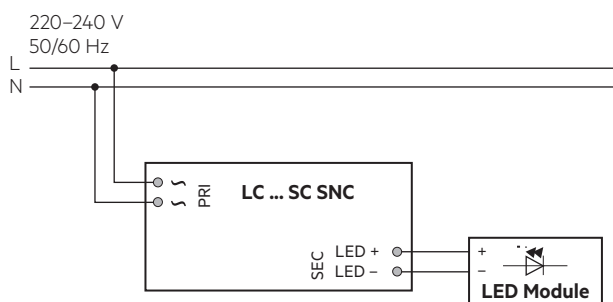 220–240 V
50/60 Hz
L
N
~
~
PRI
LC ... SC SNC
SEC
LED +
LED –
+
–
LED Module